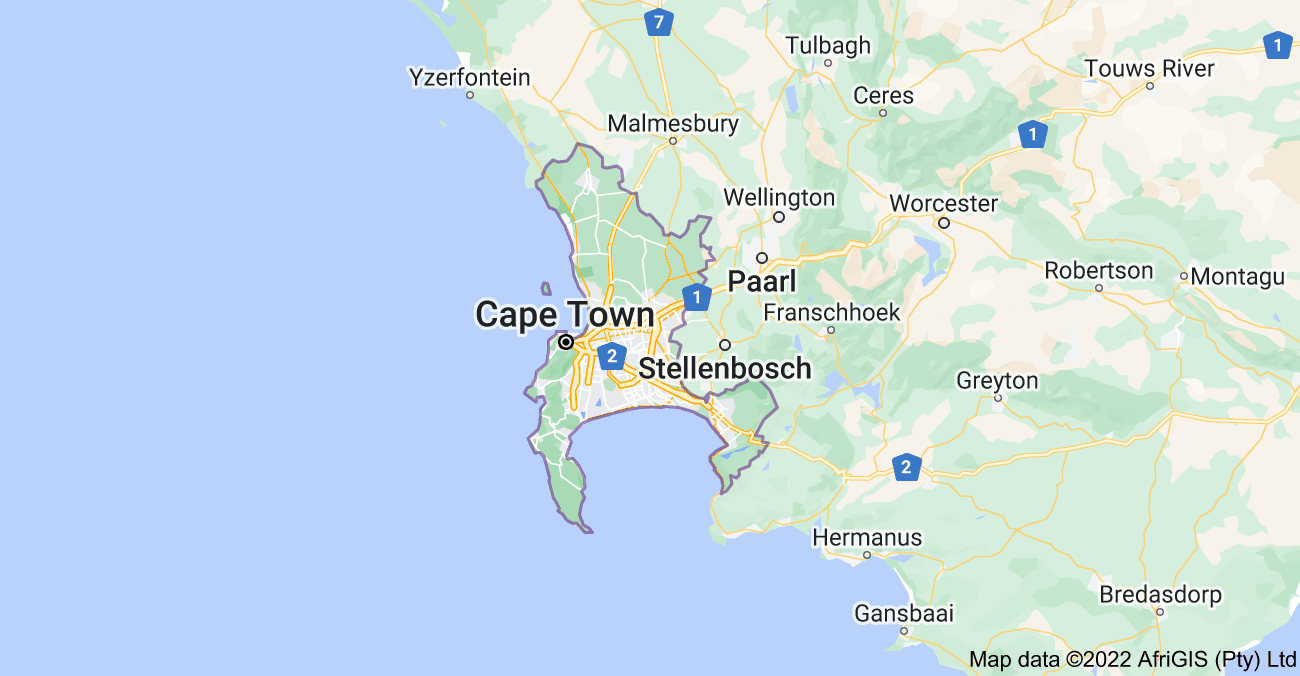 7
Tulbagh
1
Touws River
Yzerfontein
Ceres
Malmesbury
1
Wellington
Worcester
Robertson
Montagu
Paarl
1
Cape Town
Franschhoek
2
Stellenbosch
Greyton
2
Hermanus
Bredasdorp
Gansbaai
Map data ©2022 AfriGIS (Pty) Ltd